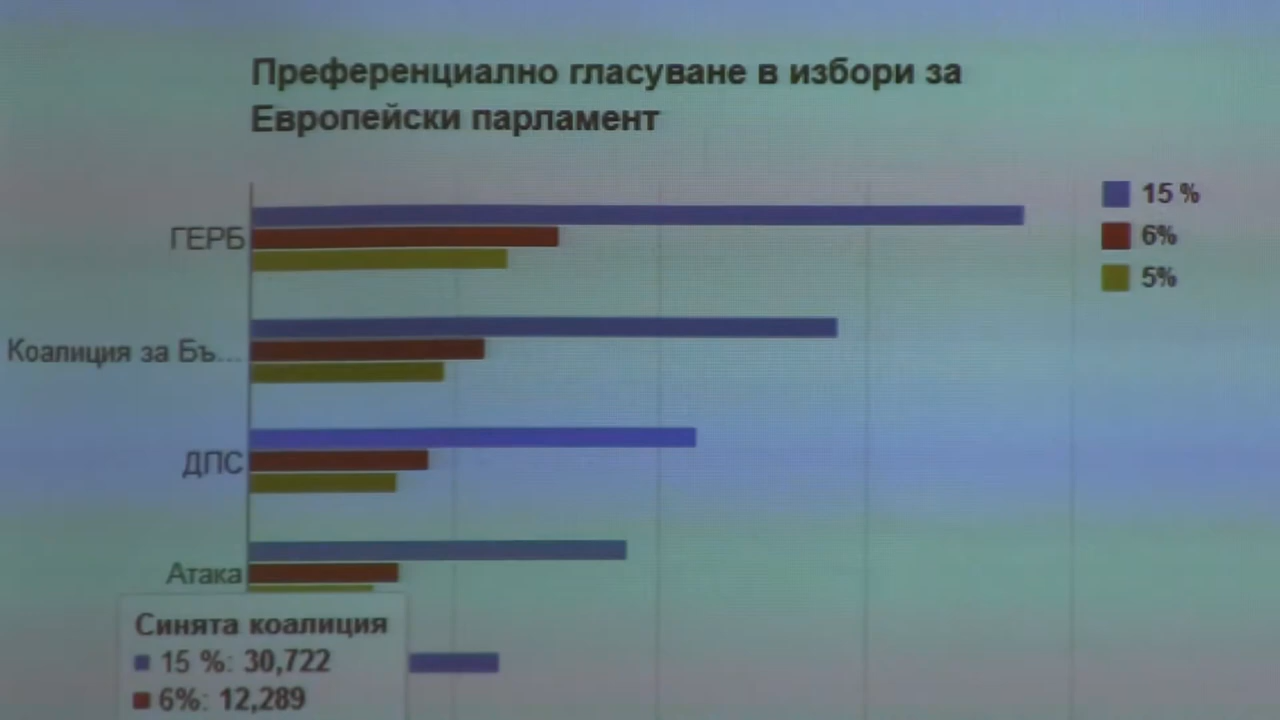 Преференциално гласуване в избори за
Европейски парламент
15 %
6%
5%
ГЕРБ
Коалиция за Бъ...
ДПС
Атака
Синята коалиция
15 %: 30,722
6%: 12,289